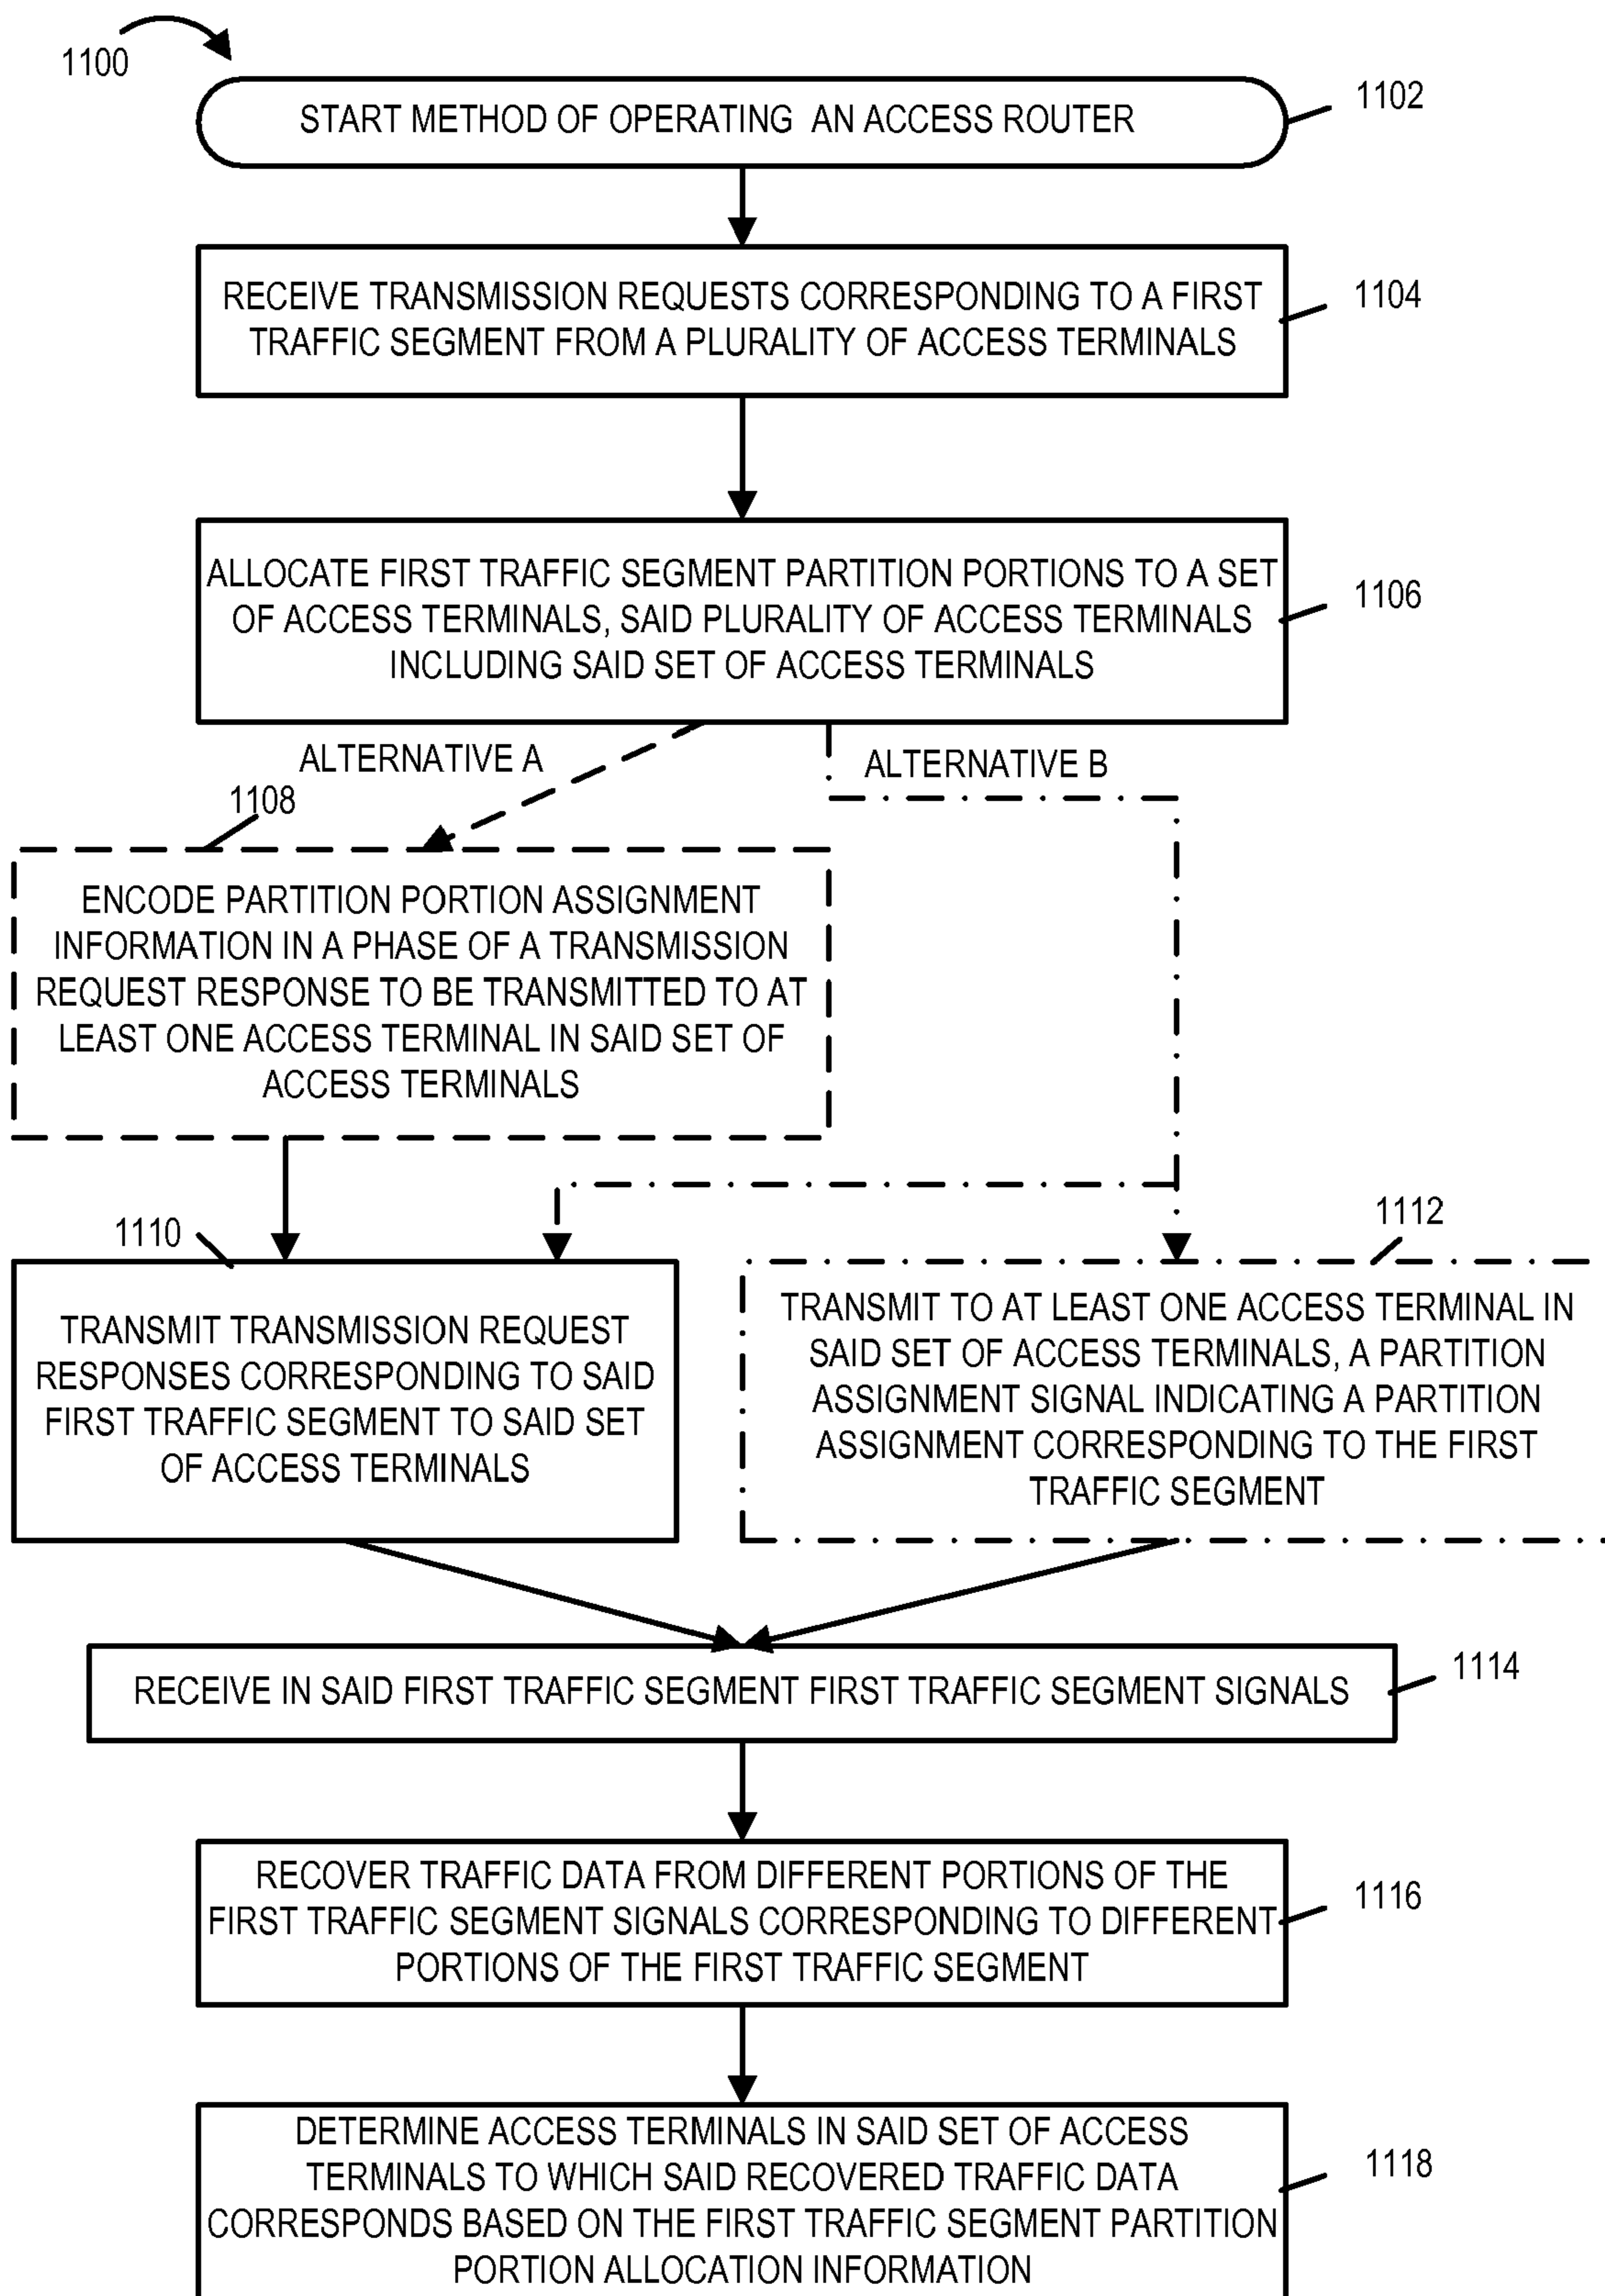 1100
START METHOD OF OPERATING AN ACCESS ROUTER
1102
RECEIVE TRANSMISSION REQUESTS CORRESPONDING TO A FIRST
TRAFFIC SEGMENT FROM A PLURALITY OF ACCESS TERMINALS
1104
ALLOCATE FIRST TRAFFIC SEGMENT PARTITION PORTIONS TO A SET
OF ACCESS TERMINALS, SAID PLURALITY OF ACCESS TERMINALS
INCLUDING SAID SET OF ACCESS TERMINALS
1106
ALTERNATIVE A
ALTERNATIVE B
1108
ENCODE PARTITION PORTION ASSIGNMENT
INFORMATION IN A PHASE OF A TRANSMISSION
REQUEST RESPONSE TO BE TRANSMITTED TO AT
LEAST ONE ACCESS TERMINAL IN SAID SET OF
ACCESS TERMINALS
1110
TRANSMIT TRANSMISSION REQUEST
RESPONSES CORRESPONDING TO SAID
FIRST TRAFFIC SEGMENT TO SAID SET
OF ACCESS TERMINALS
1112
TRANSMIT TO AT LEAST ONE ACCESS TERMINAL IN
SAID SET OF ACCESS TERMINALS, A PARTITION
ASSIGNMENT SIGNAL INDICATING A PARTITION
ASSIGNMENT CORRESPONDING TO THE FIRST
TRAFFIC SEGMENT
RECEIVE IN SAID FIRST TRAFFIC SEGMENT FIRST TRAFFIC SEGMENT SIGNALS
1114
RECOVER TRAFFIC DATA FROM DIFFERENT PORTIONS OF THE
FIRST TRAFFIC SEGMENT SIGNALS CORRESPONDING TO DIFFERENT
PORTIONS OF THE FIRST TRAFFIC SEGMENT
1116
DETERMINE ACCESS TERMINALS IN SAID SET OF ACCESS
TERMINALS TO WHICH SAID RECOVERED TRAFFIC DATA
CORRESPONDS BASED ON THE FIRST TRAFFIC SEGMENT PARTITION
PORTION ALLOCATION INFORMATION
1118